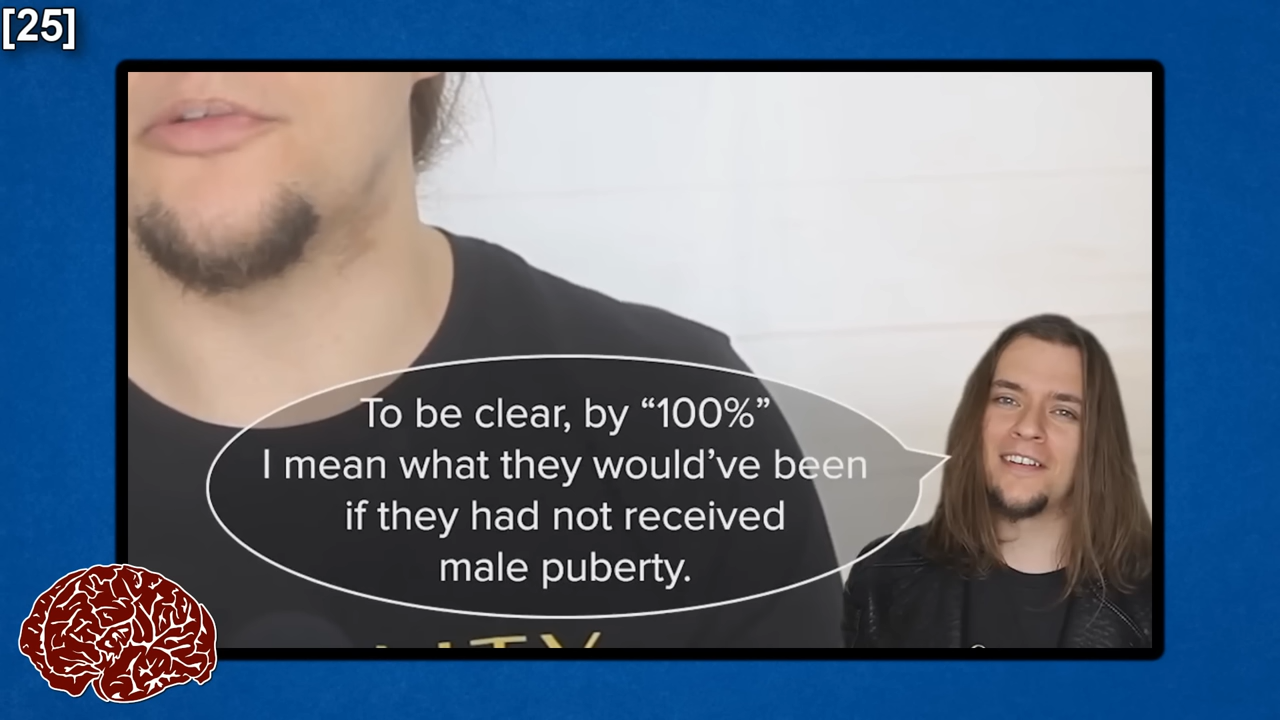 [25]
To be clear, by “100%”
I mean what they would’ve been
if they had not received
male puberty.